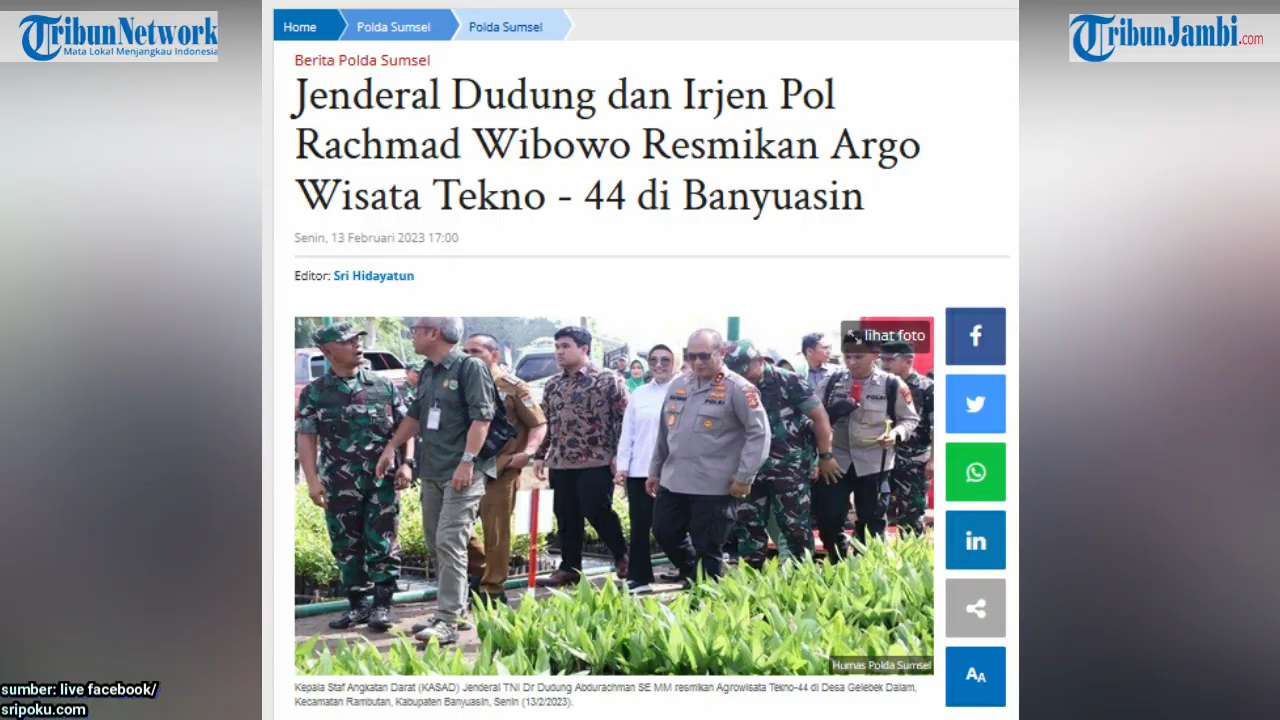 TribunNetwork
Mata Lokal Menjangkau Indonesia
TribunJambi.com
Home
Polda Sumsel
Polda Sumsel
Berita Polda Sumsel
Jenderal Dudung dan Irjen Pol
Rachmad Wibowo Resmikan Argo
Wisata Tekno - 44 di Banyuasin
Senin, 13 Februari 2023 17:00
Editor: Sri Hidayatun
lihat foto
POLRI
POLRI
Humas Polda Sumsel
AA
Kepala Staf Angkatan Darat (KASAD) Jenderal TNI Dr Dudung Abdurachman SE MM resmikan Agrowisata Tekno-44 di Desa Gelebek Dalam,
Kecamatan Rambutan, Kabupaten Banyuasin, Senin (13/2/2023).
sumber: live facebook/
sripoku.com